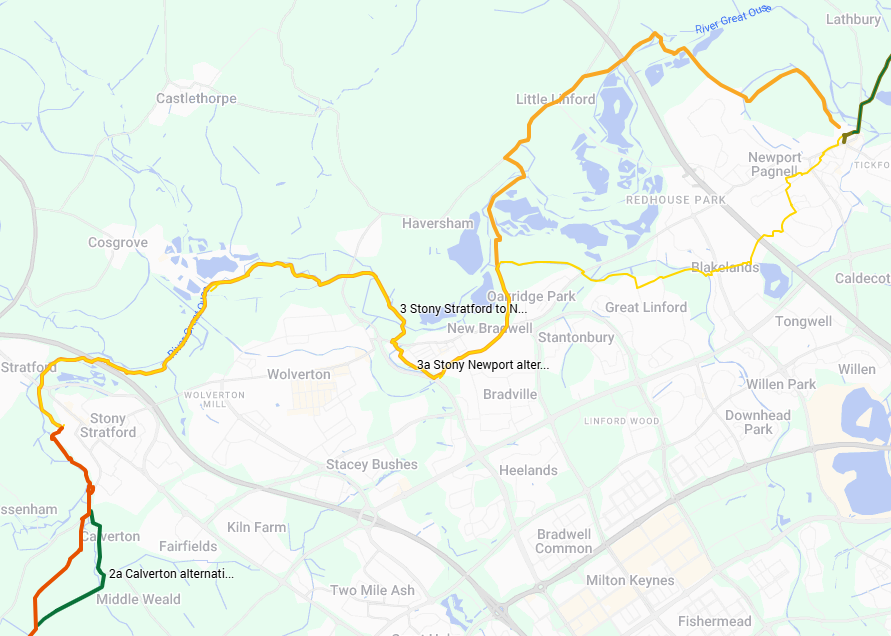 Lathbury
River Great Ouse
Castlethorpe
Little Linford
Newport
Pagnell
TICKFO
REDHOUSE PARK
Haversham
Cosgrove
Blakelands
Caldecot
River Great Ouse
Oakridge Park
3 Stony Stratford to N...
Great Linford
Tongwell
New Bradwell
Stantonbury
Stratford
3a Stony Newport alter...
Wolverton
Willen
Willen Park
WOLVERTON
MILL
Bradville
Stony
Stratford
LINFORD WOOD
Downhead
Park
Stacey Bushes
Heelands
ssenham
Kiln Farm
Calverton
Fairfields
Bradwell
Common
2a Calverton alternati...
Milton Keynes
Two Mile Ash
Middle Weald
Fishermead